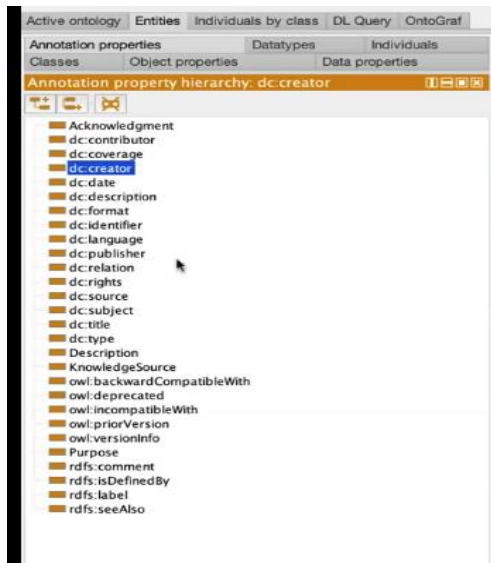 Active ontology Entities Individuals by class DL Query OntoGraf
Annotation properties Datatypes Individuals
Classes Object properties Data properties
Annotation property hierarchy: dc:creator
Acknowledgment
dc:contributor
dc:coverage
dc:creator
dc:date
dc:description
dc:format
dc:identifier
dc:language
dc:publisher
dc:relation
dc:rights
dc:source
dc:subject
dc:title
dc:type
Description
KnowledgeSource
owl:backwardCompatibleWith
owl:deprecated
owl:incompatibleWith
owl:priorVersion
owl:versionInfo
Purpose
rdfs:comment
rdfs:isDefinedBy
rdfs:label
rdfs:seeAlso